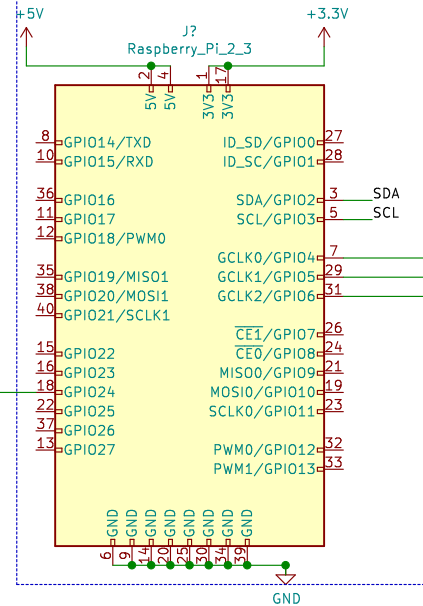 +5V
+3.3V
J?
Raspberry_Pi_2_3
2 4 1 17
5V 5V 3V3 3V3
8 GPIO14/TXD ID_SD/GPIO0 27
10 GPIO15/RXD ID_SC/GPIO1 28
36 GPIO16 SDA/GPIO2 3 SDA
11 GPIO17 SCL/GPIO3 5 SCL
12 GPIO18/PWM0
GCLK0/GPIO4 7
35 GPIO19/MISO1 GCLK1/GPIO5 29
38 GPIO20/MOSI1 GCLK2/GPIO6 31
40 GPIO21/SCLK1
CE1/GPIO7 26
15 GPIO22 CE0/GPIO8 24
16 GPIO23 MISO0/GPIO9 21
18 GPIO24 MOSI0/GPIO10 19
22 GPIO25 SCLK0/GPIO11 23
37 GPIO26
13 GPIO27 PWM0/GPIO12 32
PWM1/GPIO13 33
GND GND GND GND GND GND GND GND
6 9 14 20 25 30 34 39
GND